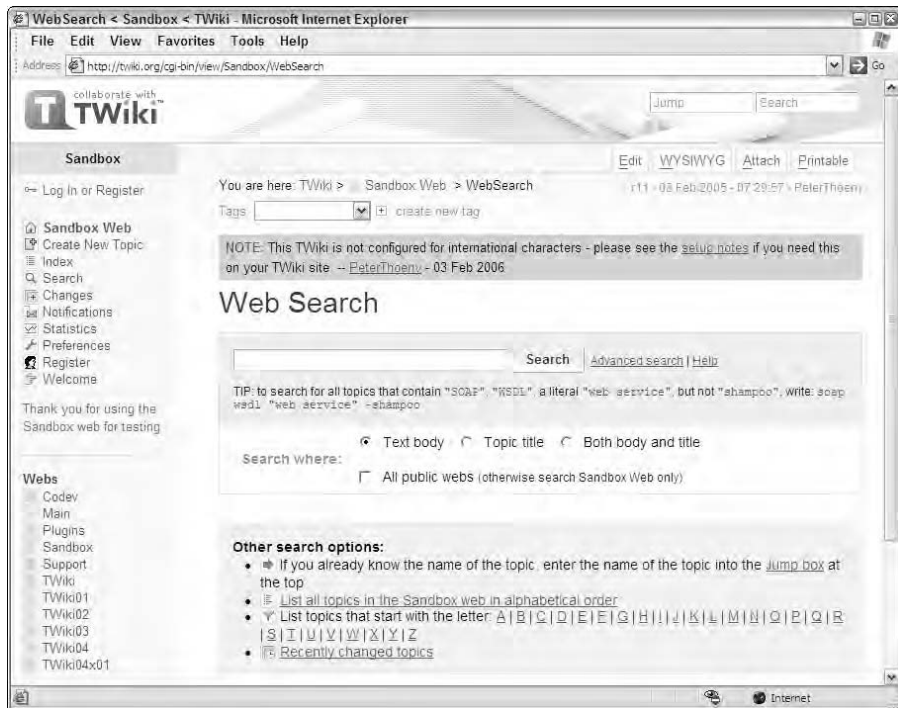 WebSearch < Sandbox < TWiki - Microsoft Internet Explorer
File Edit View Favorites Tools Help
Address http://twiki.org/cgi-bin/view/Sandbox/WebSearch Go
collaborate with
TWiki™
Jump Search
Sandbox
Edit WYSIWYG Attach Printable
Log In or Register
You are here: TWiki > Sandbox Web > WebSearch
r11 - 03 Feb 2005 - 07:29:57 - PeterThoeny
Tags create new tag
Sandbox Web
Create New Topic
Index
Search
Changes
Notifications
Statistics
Preferences
Register
Welcome
Thank you for using the
Sandbox web for testing
Webs
Codev
Main
Plugins
Sandbox
Support
TWiki
TWiki01
TWiki02
TWiki03
TWiki04
TWiki04x01
NOTE: This TWiki is not configured for international characters - please see the setup notes if you need this
on your TWiki site -- PeterThoeny - 03 Feb 2006
Web Search
Search Advanced search | Help
TIP: to search for all topics that contain "SOAP", "WSDL", a literal "web service", but not "shampoo", write: soap
wsdl "web service" -shampoo
Search where:
Text body Topic title Both body and title
All public webs (otherwise search Sandbox Web only)
Other search options:
• If you already know the name of the topic, enter the name of the topic into the Jump box at
the top
• List all topics in the Sandbox web in alphabetical order
• List topics that start with the letter: A | B | C | D | E | F | G | H | I | J | K | L | M | N | O | P | Q | R
| S | T | U | V | W | X | Y | Z
• Recently changed topics
Internet